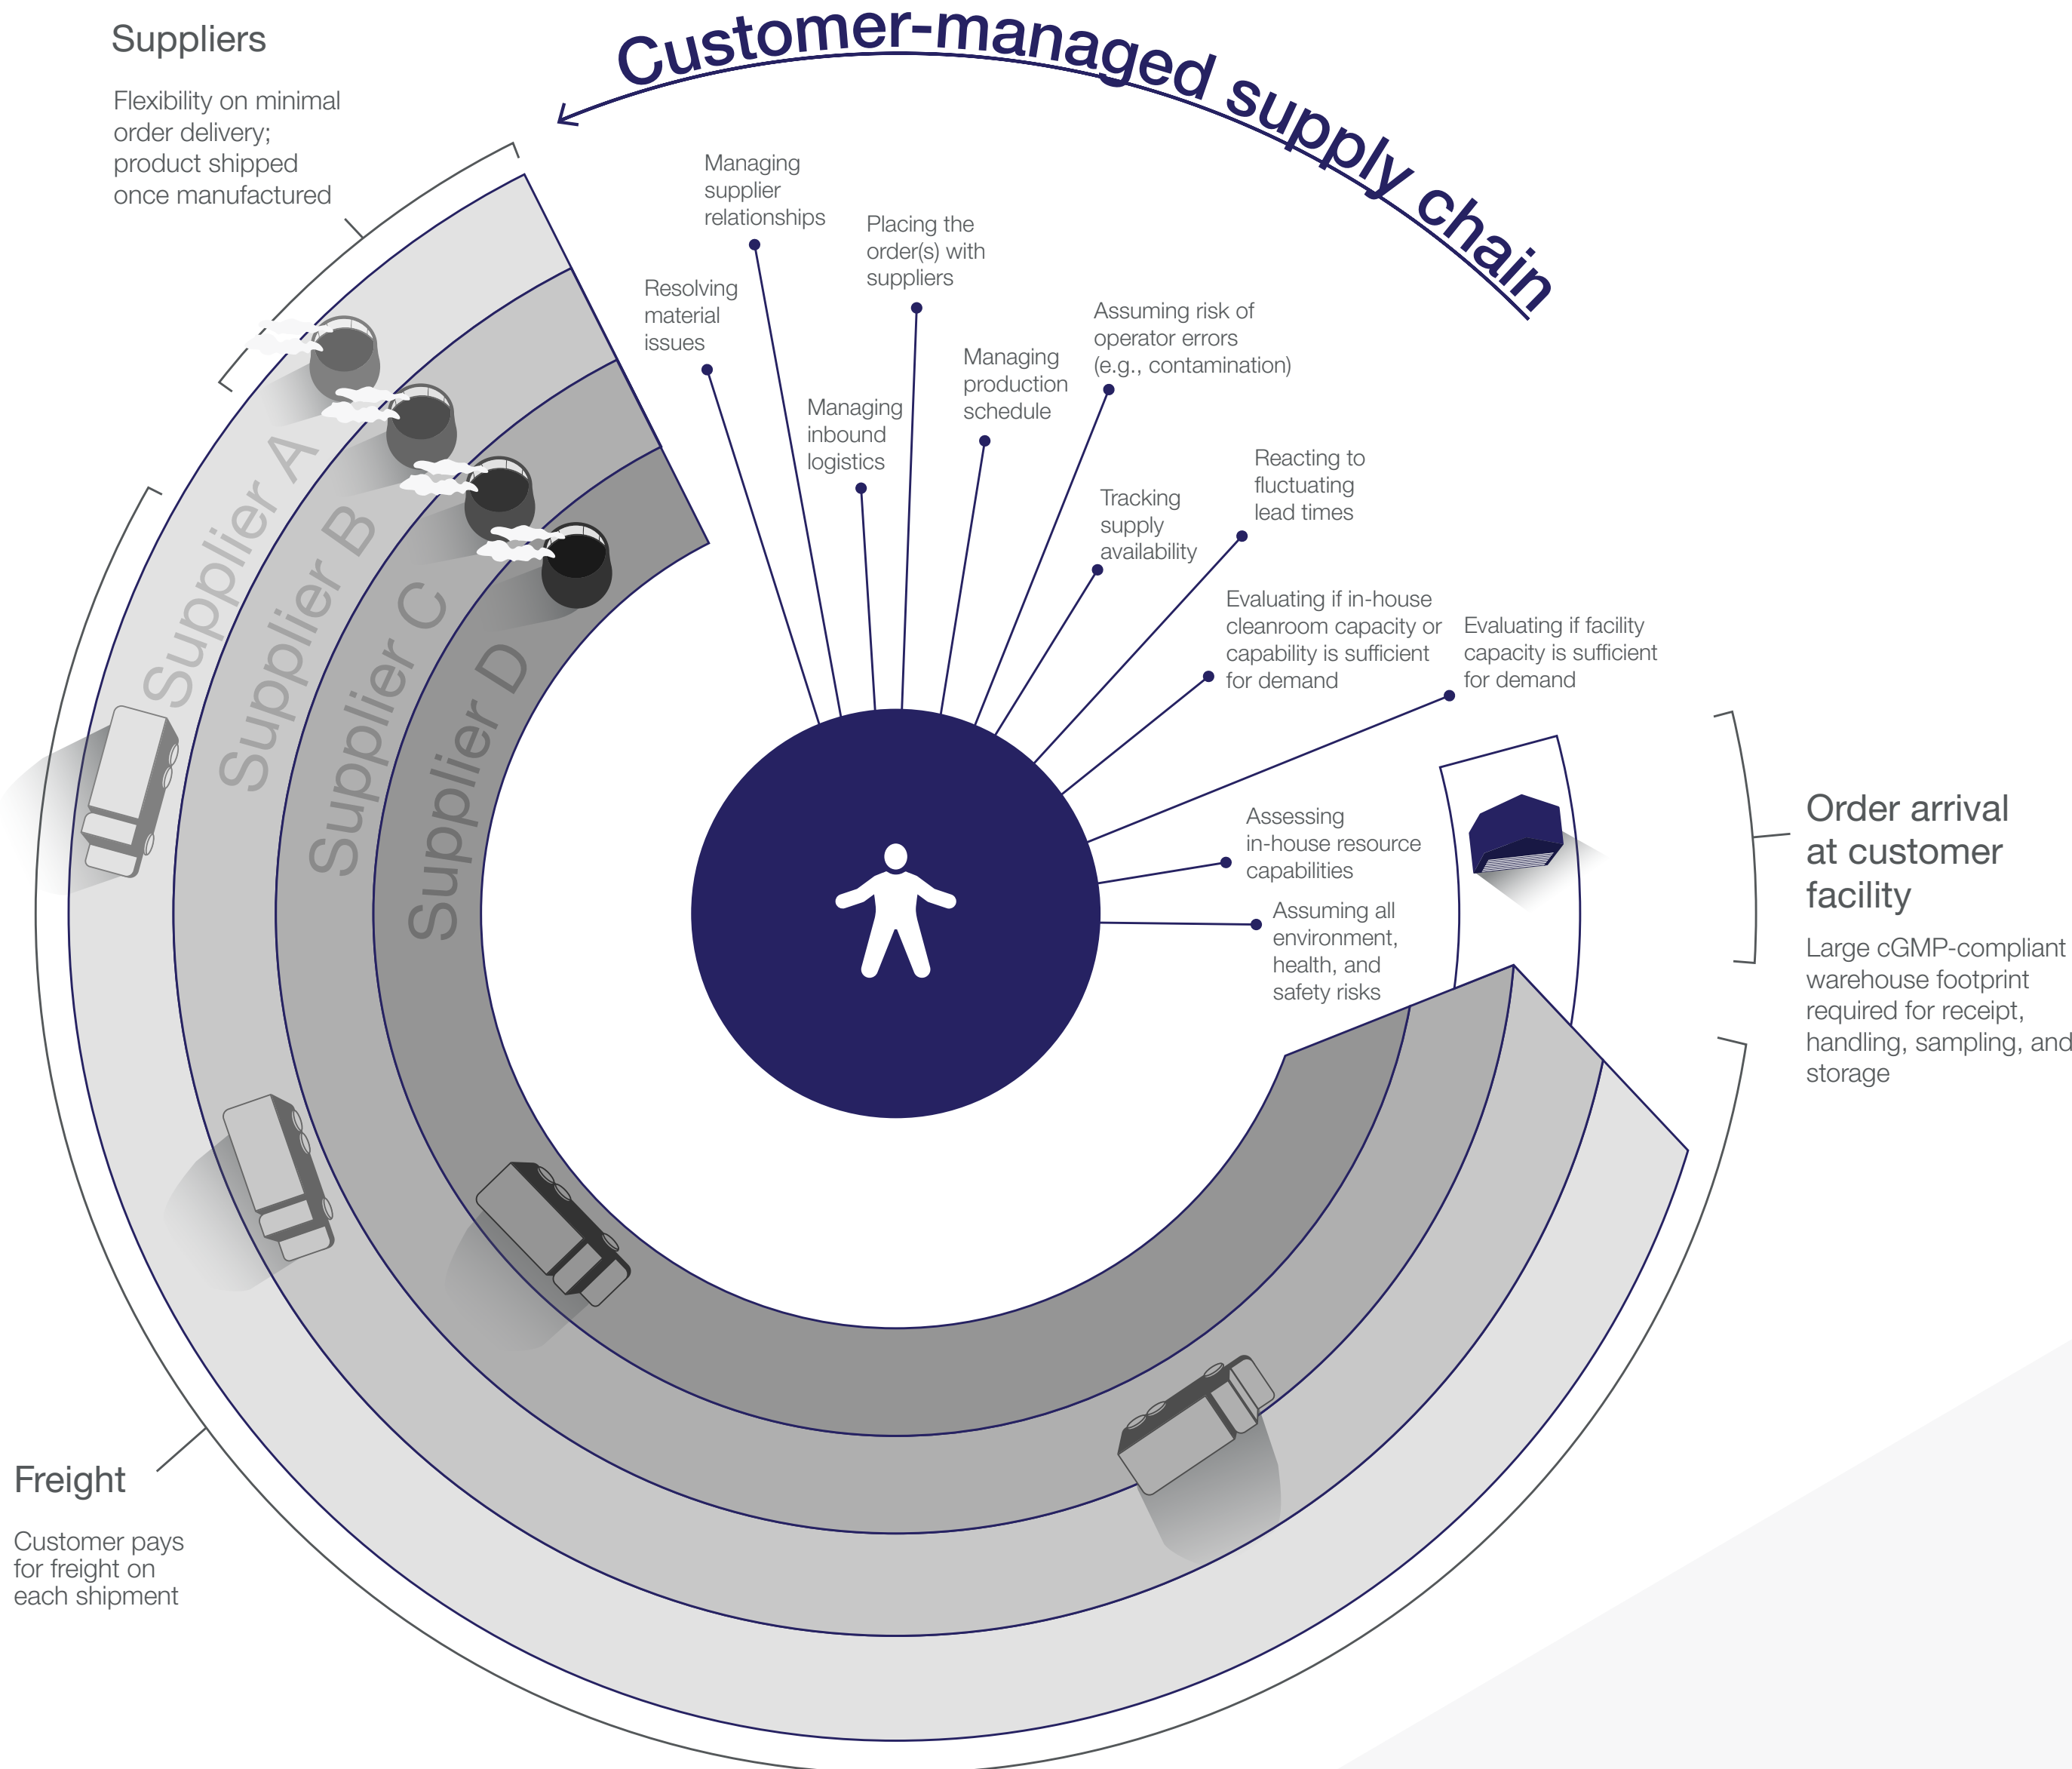 Customer-managed supply chain
Suppliers
Flexibility on minimal
order delivery;
product shipped
once manufactured
Managing
supplier
relationships
Placing the
order(s) with
suppliers
Resolving
material
issues
Assuming risk of
operator errors
(e.g., contamination)
Managing
production
schedule
Managing
inbound
logistics
Reacting to
fluctuating
lead times
Tracking
supply
availability
Evaluating if in-house
cleanroom capacity or
capability is sufficient
for demand
Evaluating if facility
capacity is sufficient
for demand
Assessing
in-house resource
capabilities
Assuming all
environment,
health, and
safety risks
Supplier A
Supplier B
Supplier C
Supplier D
Order arrival
at customer
facility
Large cGMP-compliant
warehouse footprint
required for receipt,
handling, sampling, and
storage
Freight
Customer pays
for freight on
each shipment